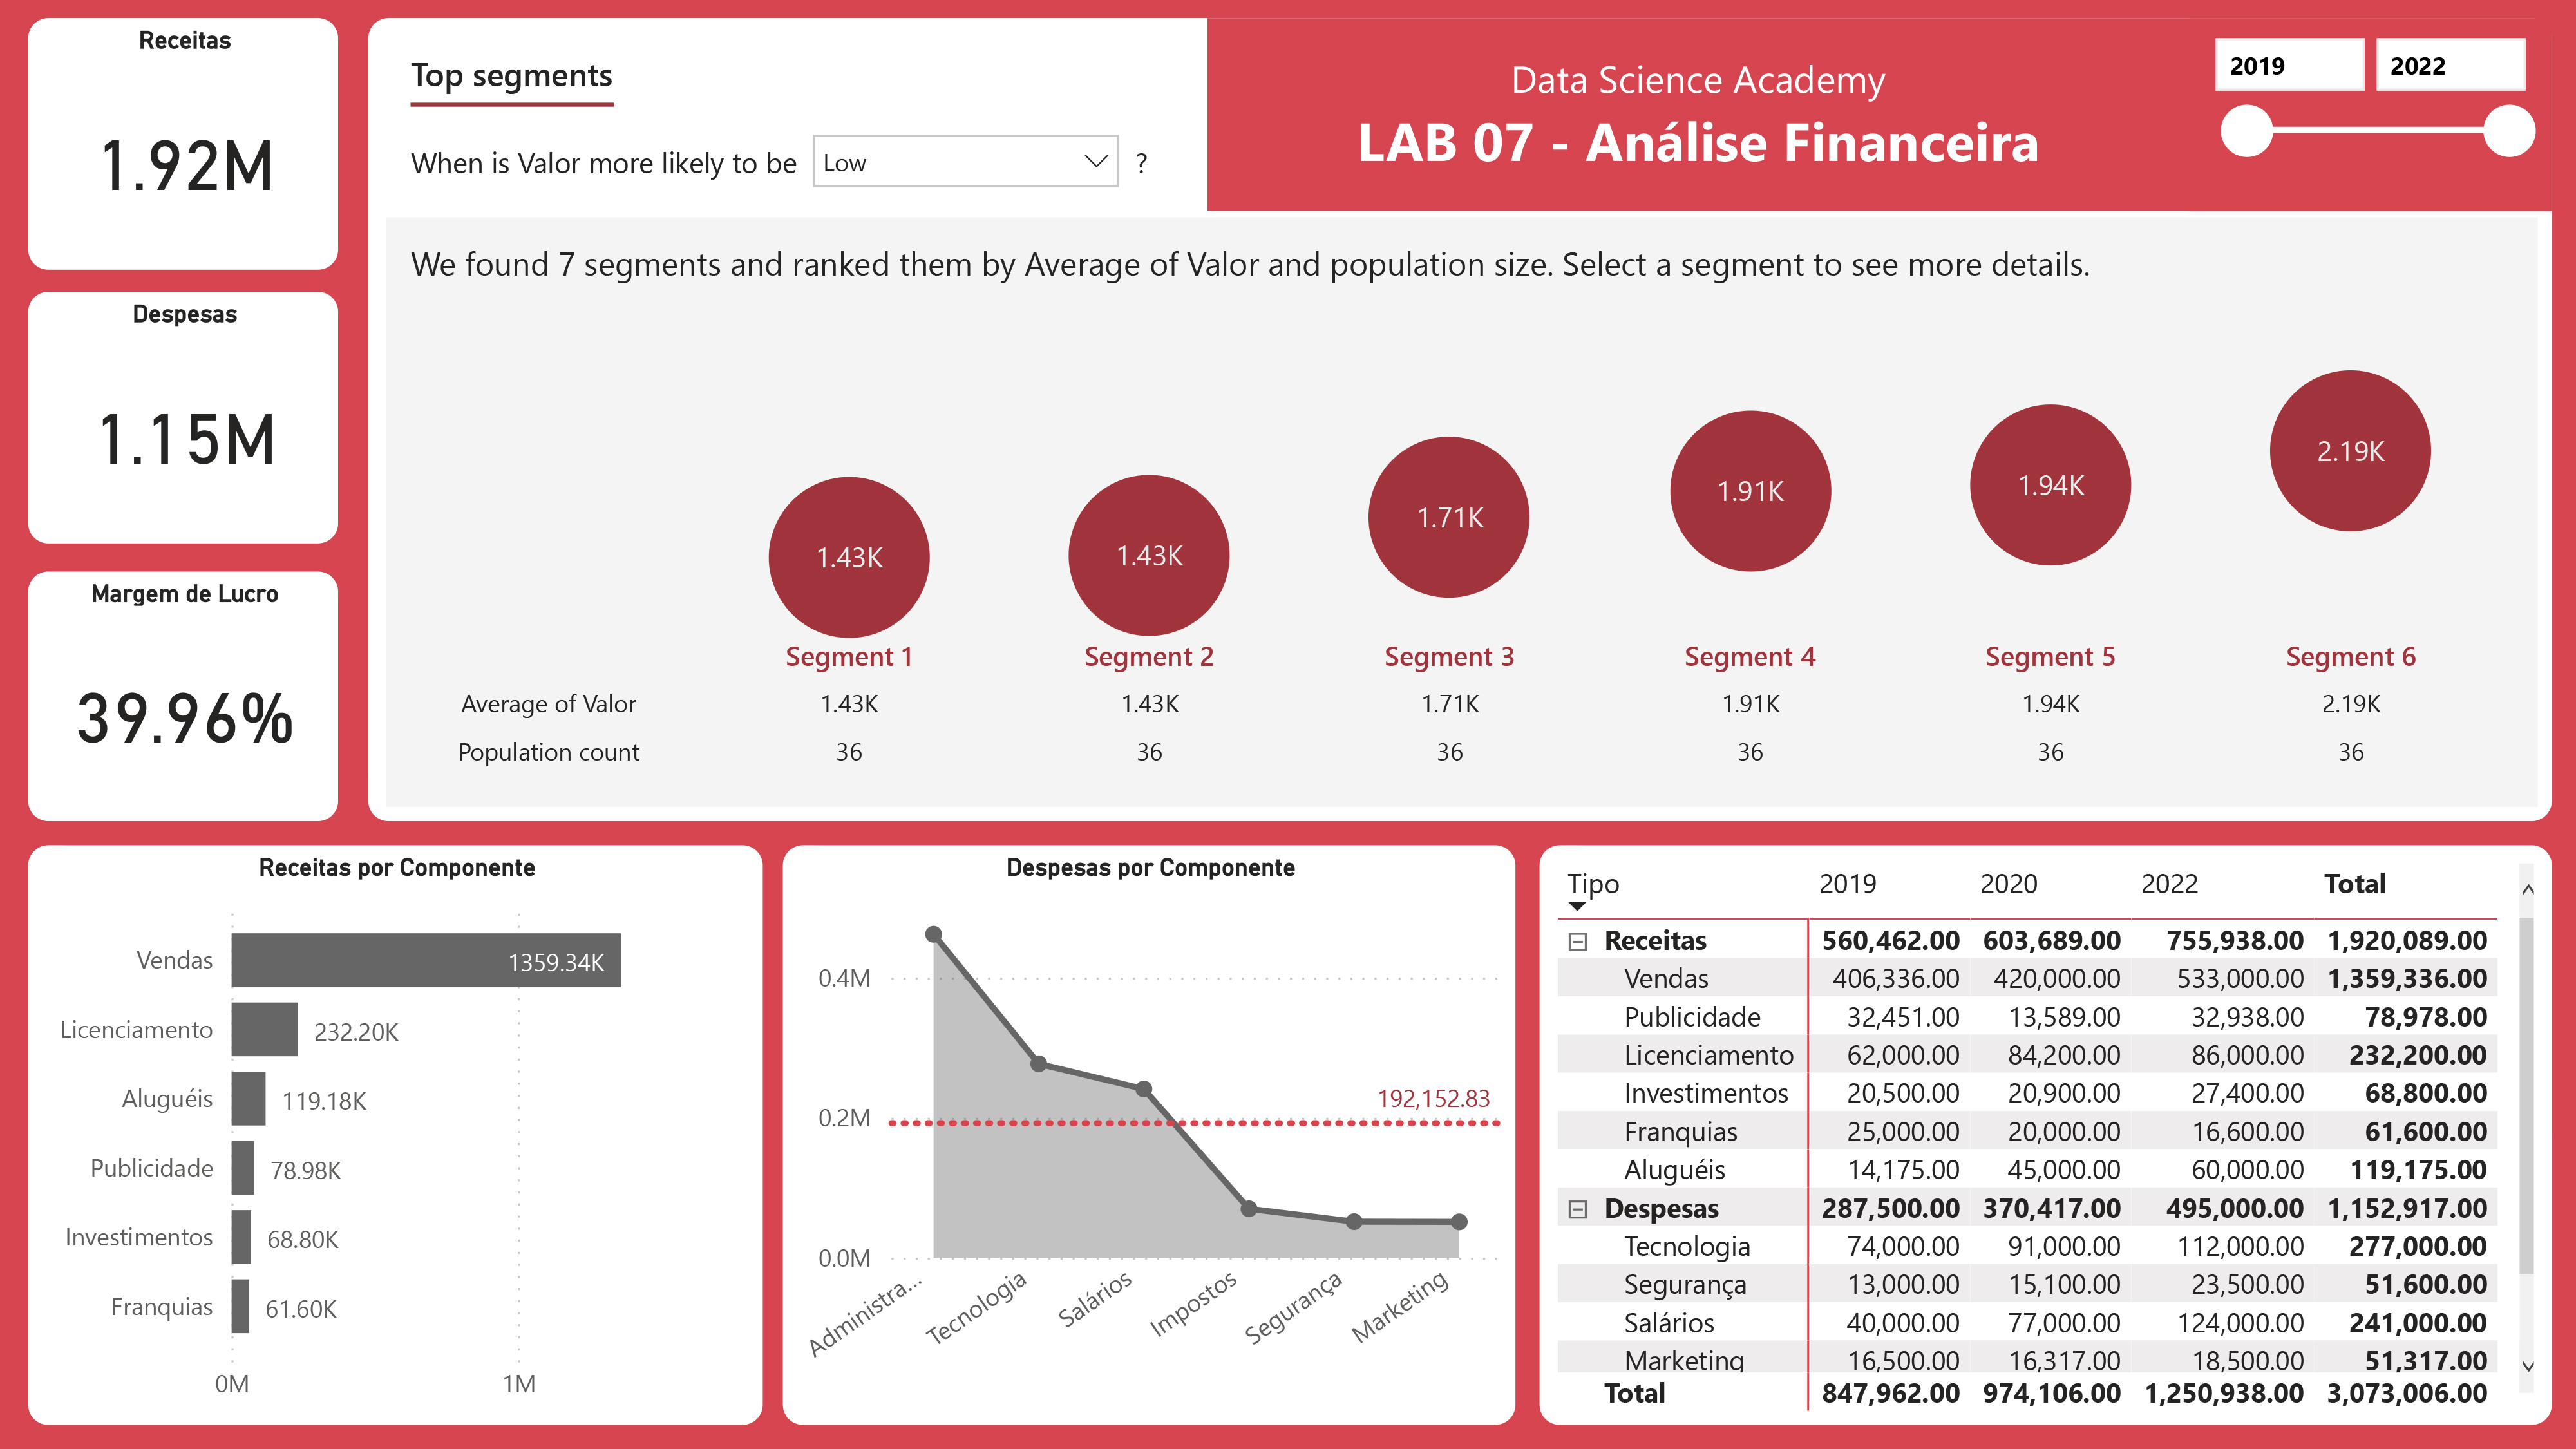 Receitas
1.92M
Despesas
1.15M
Margem de Lucro
39.96%
Top segments
When is Valor more likely to be Low ?
Data Science Academy
LAB 07 - Análise Financeira
2019 2022
We found 7 segments and ranked them by Average of Valor and population size. Select a segment to see more details.
1.43K 1.43K 1.71K 1.91K 1.94K 2.19K
Segment 1 Segment 2 Segment 3 Segment 4 Segment 5 Segment 6
Average of Valor 1.43K 1.43K 1.71K 1.91K 1.94K 2.19K
Population count 36 36 36 36 36 36
Receitas por Componente
Vendas 1359.34K
Licenciamento 232.20K
Aluguéis 119.18K
Publicidade 78.98K
Investimentos 68.80K
Franquias 61.60K
0M 1M
Despesas por Componente
0.4M
192,152.83
0.2M
0.0M
Administra... Tecnologia Salários Impostos Segurança Marketing
Tipo 2019 2020 2022 Total
Receitas 560,462.00 603,689.00 755,938.00 1,920,089.00
Vendas 406,336.00 420,000.00 533,000.00 1,359,336.00
Publicidade 32,451.00 13,589.00 32,938.00 78,978.00
Licenciamento 62,000.00 84,200.00 86,000.00 232,200.00
Investimentos 20,500.00 20,900.00 27,400.00 68,800.00
Franquias 25,000.00 20,000.00 16,600.00 61,600.00
Aluguéis 14,175.00 45,000.00 60,000.00 119,175.00
Despesas 287,500.00 370,417.00 495,000.00 1,152,917.00
Tecnologia 74,000.00 91,000.00 112,000.00 277,000.00
Segurança 13,000.00 15,100.00 23,500.00 51,600.00
Salários 40,000.00 77,000.00 124,000.00 241,000.00
Marketing 16,500.00 16,317.00 18,500.00 51,317.00
Total 847,962.00 974,106.00 1,250,938.00 3,073,006.00